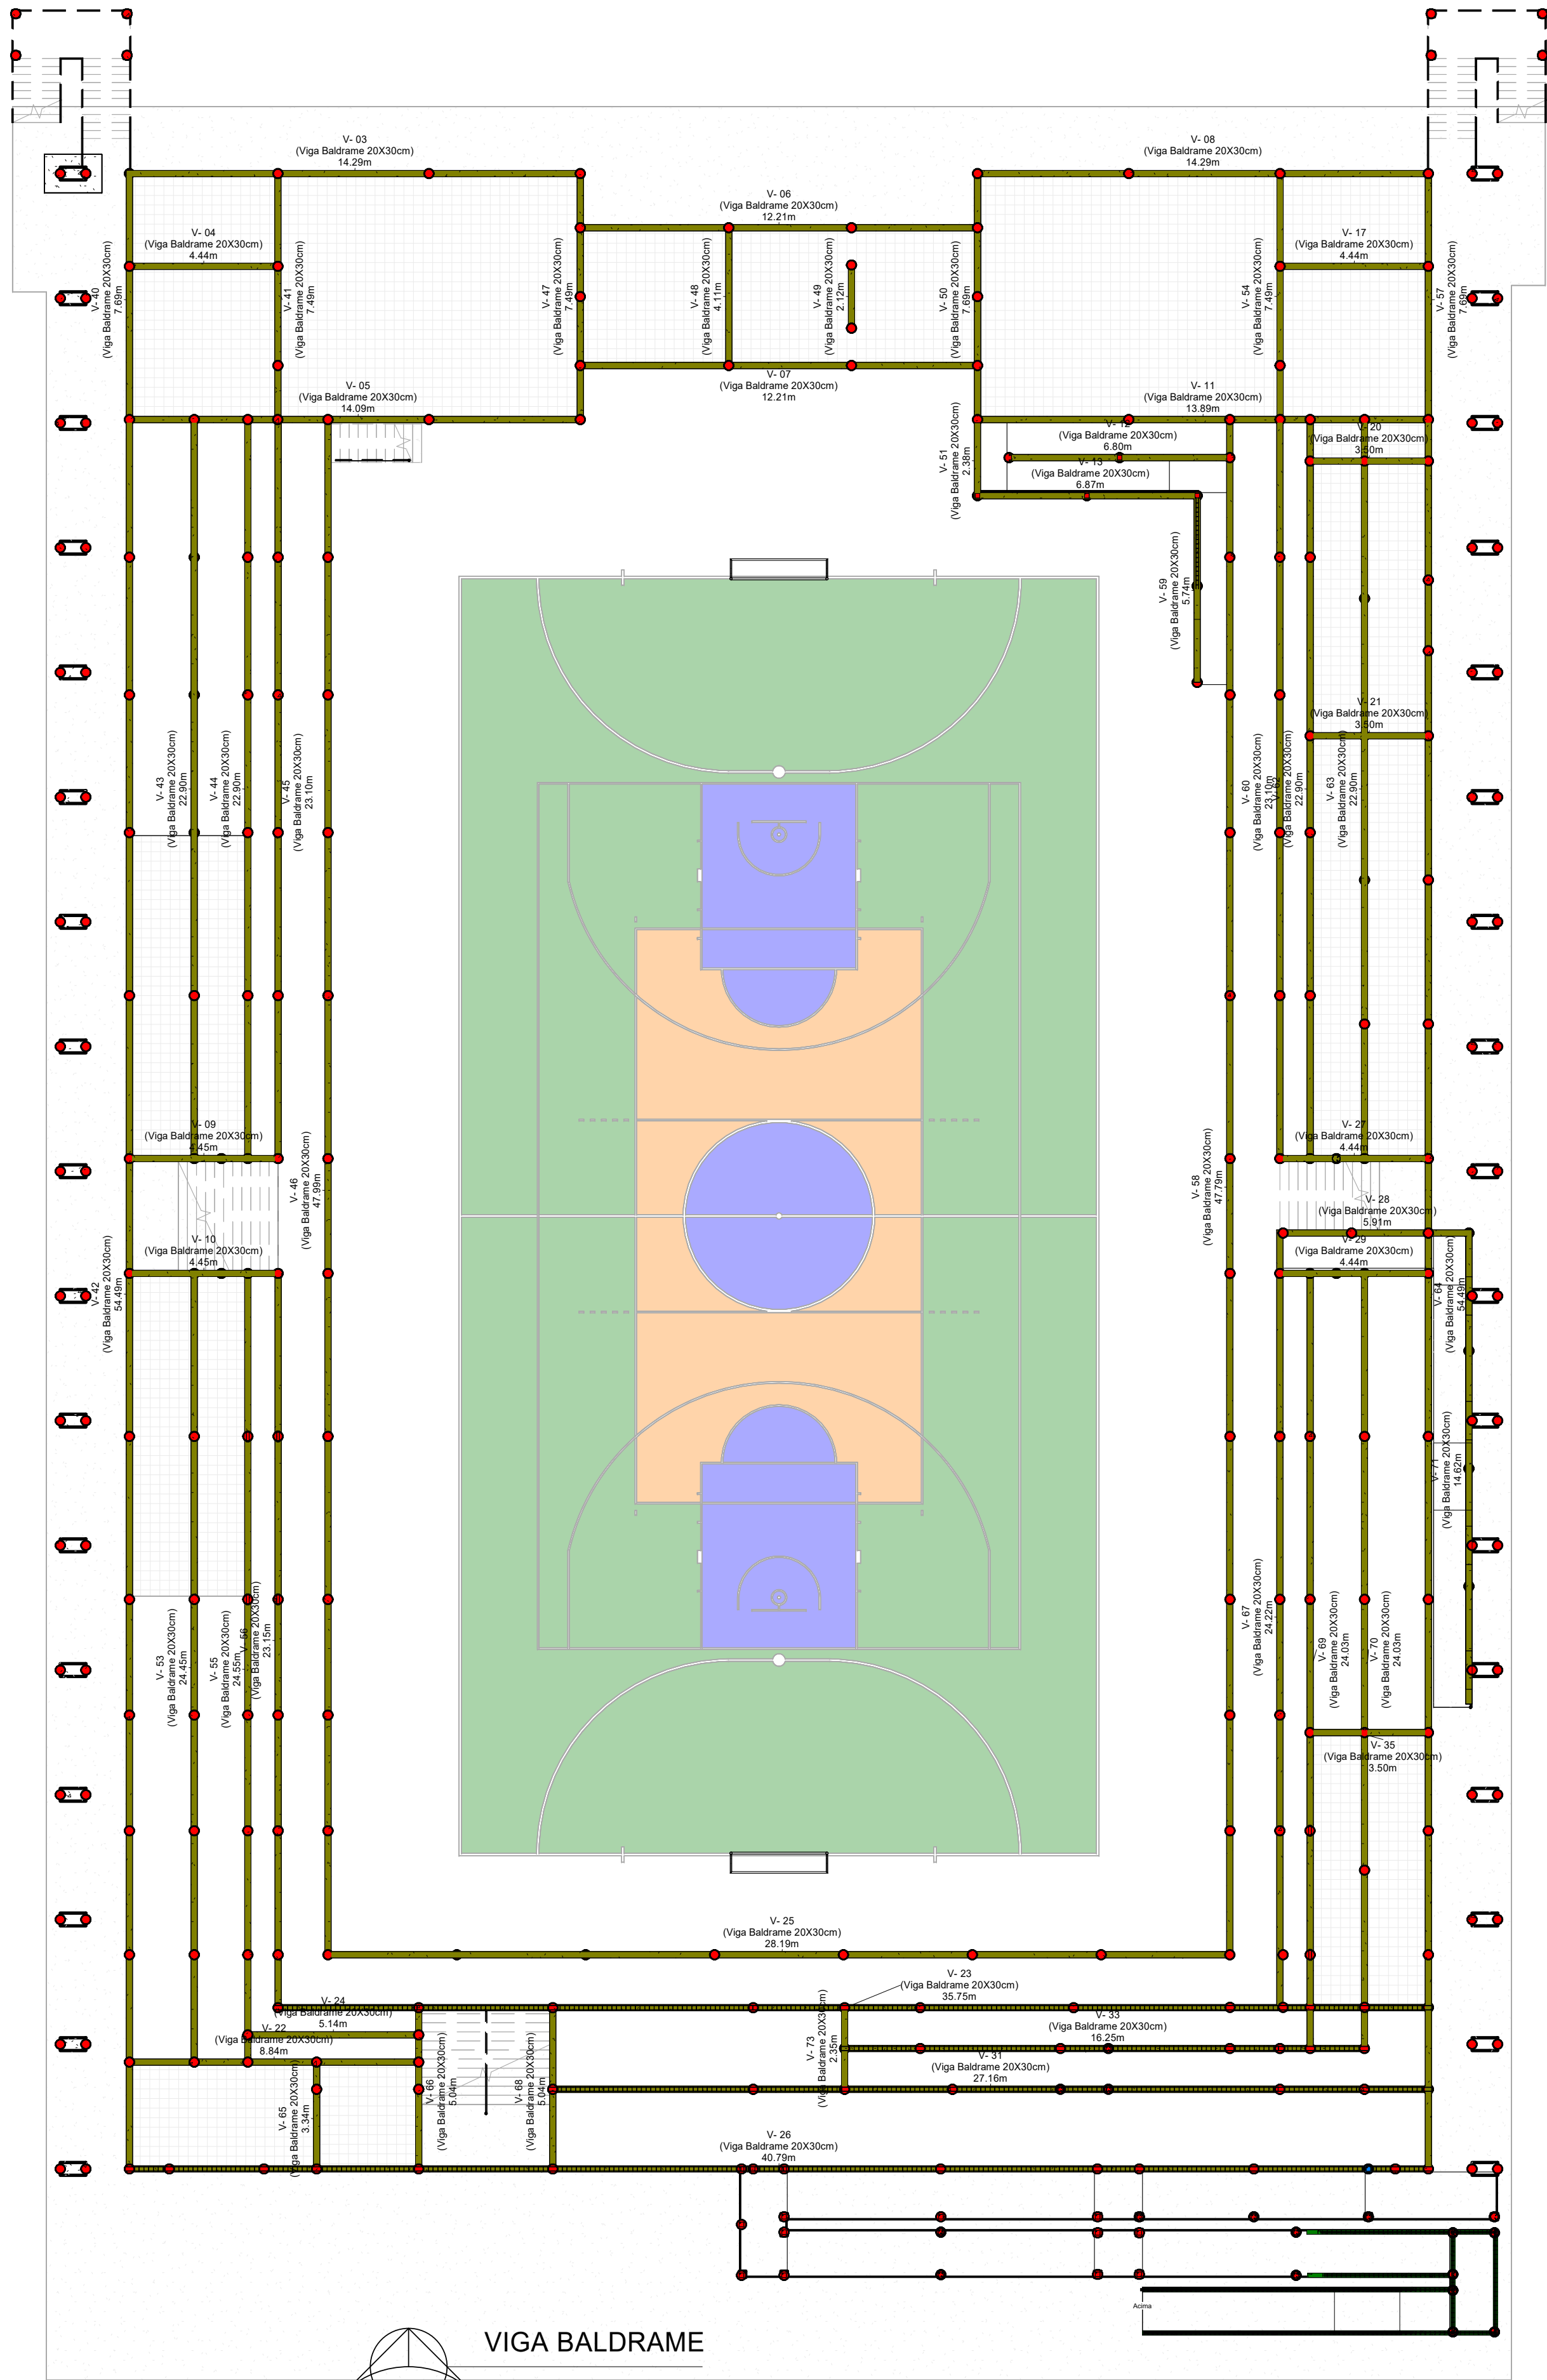 V- 03
(Viga Baldrame 20X30cm)
14.29m
V- 08
(Viga Baldrame 20X30cm)
14.29m
V- 06
(Viga Baldrame 20X30cm)
12.21m
V- 04
(Viga Baldrame 20X30cm)
4.44m
V- 17
(Viga Baldrame 20X30cm)
4.44m
V- 40
(Viga Baldrame 20X30cm)
7.69m
V- 41
(Viga Baldrame 20X30cm)
7.49m
V- 47
(Viga Baldrame 20X30cm)
7.49m
V- 48
(Viga Baldrame 20X30cm)
4.11m
V- 49
(Viga Baldrame 20X30cm)
2.12m
V- 50
(Viga Baldrame 20X30cm)
7.69m
V- 54
(Viga Baldrame 20X30cm)
7.49m
V- 57
(Viga Baldrame 20X30cm)
7.69m
V- 05
(Viga Baldrame 20X30cm)
14.09m
V- 07
(Viga Baldrame 20X30cm)
12.21m
V- 11
(Viga Baldrame 20X30cm)
13.89m
V- 12
(Viga Baldrame 20X30cm)
6.80m
V- 20
(Viga Baldrame 20X30cm)
3.50m
V- 51
(Viga Baldrame 20X30cm)
2.38m
V- 13
(Viga Baldrame 20X30cm)
6.87m
V- 59
(Viga Baldrame 20X30cm)
5.74m
V- 21
(Viga Baldrame 20X30cm)
3.50m
V- 43
(Viga Baldrame 20X30cm)
22.90m
V- 44
(Viga Baldrame 20X30cm)
22.90m
V- 45
(Viga Baldrame 20X30cm)
23.10m
V- 60
(Viga Baldrame 20X30cm)
23.10m
(Viga Baldrame 20X30cm)
22.90m
V- 63
(Viga Baldrame 20X30cm)
22.90m
V- 09
(Viga Baldrame 20X30cm)
4.45m
V- 27
(Viga Baldrame 20X30cm)
4.44m
V- 46
(Viga Baldrame 20X30cm)
47.99m
V- 58
(Viga Baldrame 20X30cm)
47.79m
V- 28
(Viga Baldrame 20X30cm)
5.91m
V- 10
(Viga Baldrame 20X30cm)
4.45m
V- 29
(Viga Baldrame 20X30cm)
4.44m
V- 42
(Viga Baldrame 20X30cm)
54.49m
V- 64
(Viga Baldrame 20X30cm)
54.49m
V- 71
(Viga Baldrame 20X30cm)
14.62m
V- 53
(Viga Baldrame 20X30cm)
24.45m
V- 55
(Viga Baldrame 20X30cm)
24.55m
V- 56
(Viga Baldrame 20X30cm)
23.15m
V- 67
(Viga Baldrame 20X30cm)
24.22m
V- 69
(Viga Baldrame 20X30cm)
24.03m
V- 70
(Viga Baldrame 20X30cm)
24.03m
V- 35
(Viga Baldrame 20X30cm)
3.50m
V- 25
(Viga Baldrame 20X30cm)
28.19m
V- 23
(Viga Baldrame 20X30cm)
35.75m
V- 24
(Viga Baldrame 20X30cm)
5.14m
V- 33
(Viga Baldrame 20X30cm)
16.25m
V- 22
(Viga Baldrame 20X30cm)
8.84m
V- 73
(Viga Baldrame 20X30cm)
2.35m
V- 31
(Viga Baldrame 20X30cm)
27.16m
V- 65
(Viga Baldrame 20X30cm)
3.34m
V- 66
(Viga Baldrame 20X30cm)
5.04m
V- 68
(Viga Baldrame 20X30cm)
5.04m
V- 26
(Viga Baldrame 20X30cm)
40.79m
Acima
VIGA BALDRAME